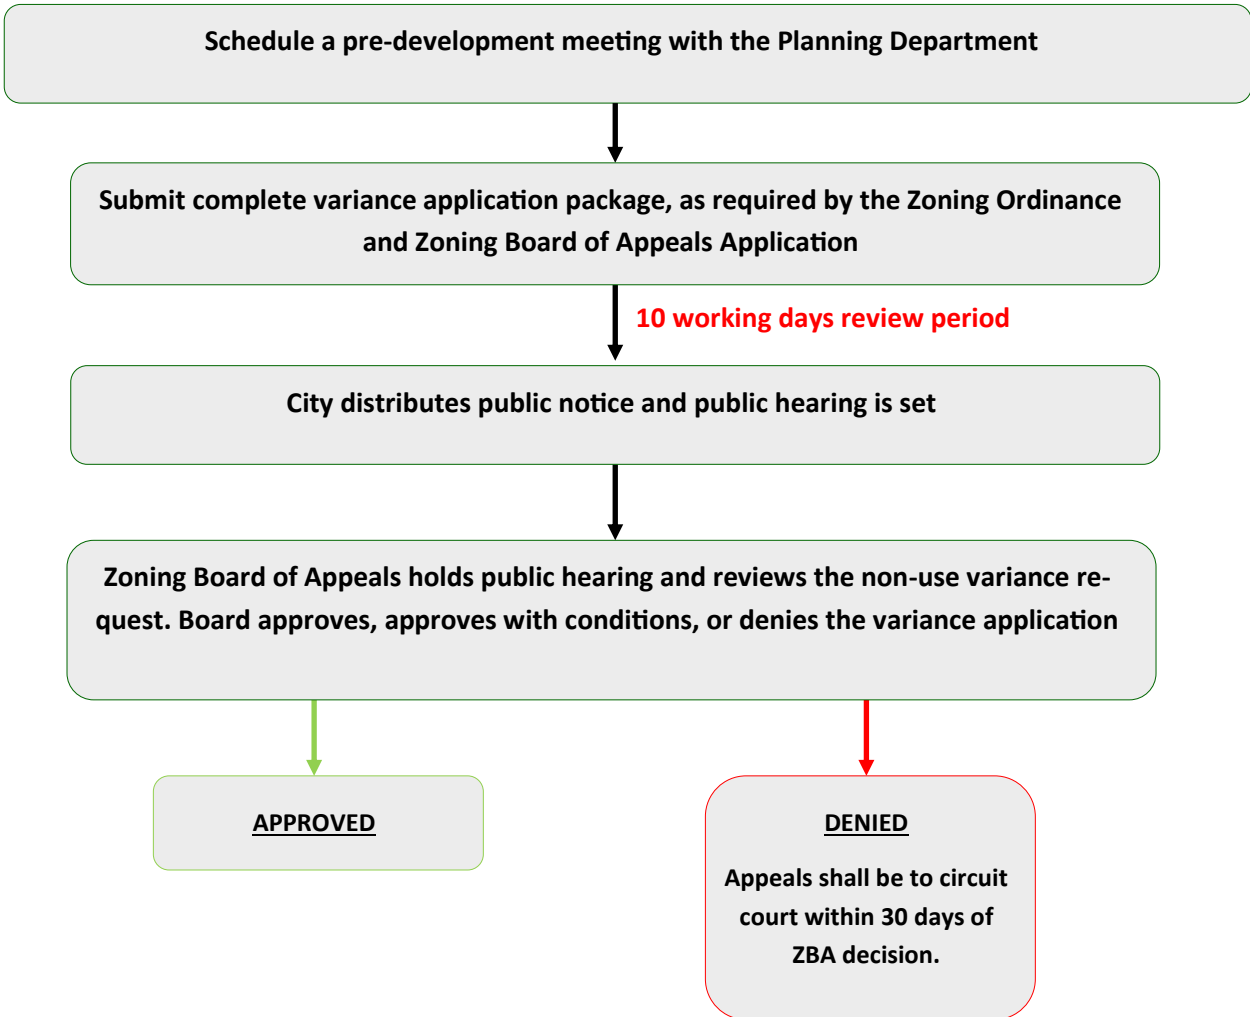 Schedule a pre-development meeting with the Planning Department
Submit complete variance application package, as required by the Zoning Ordinance
and Zoning Board of Appeals Application
10 working days review period
City distributes public notice and public hearing is set
Zoning Board of Appeals holds public hearing and reviews the non-use variance re-
quest. Board approves, approves with conditions, or denies the variance application
APPROVED
DENIED
Appeals shall be to circuit
court within 30 days of
ZBA decision.